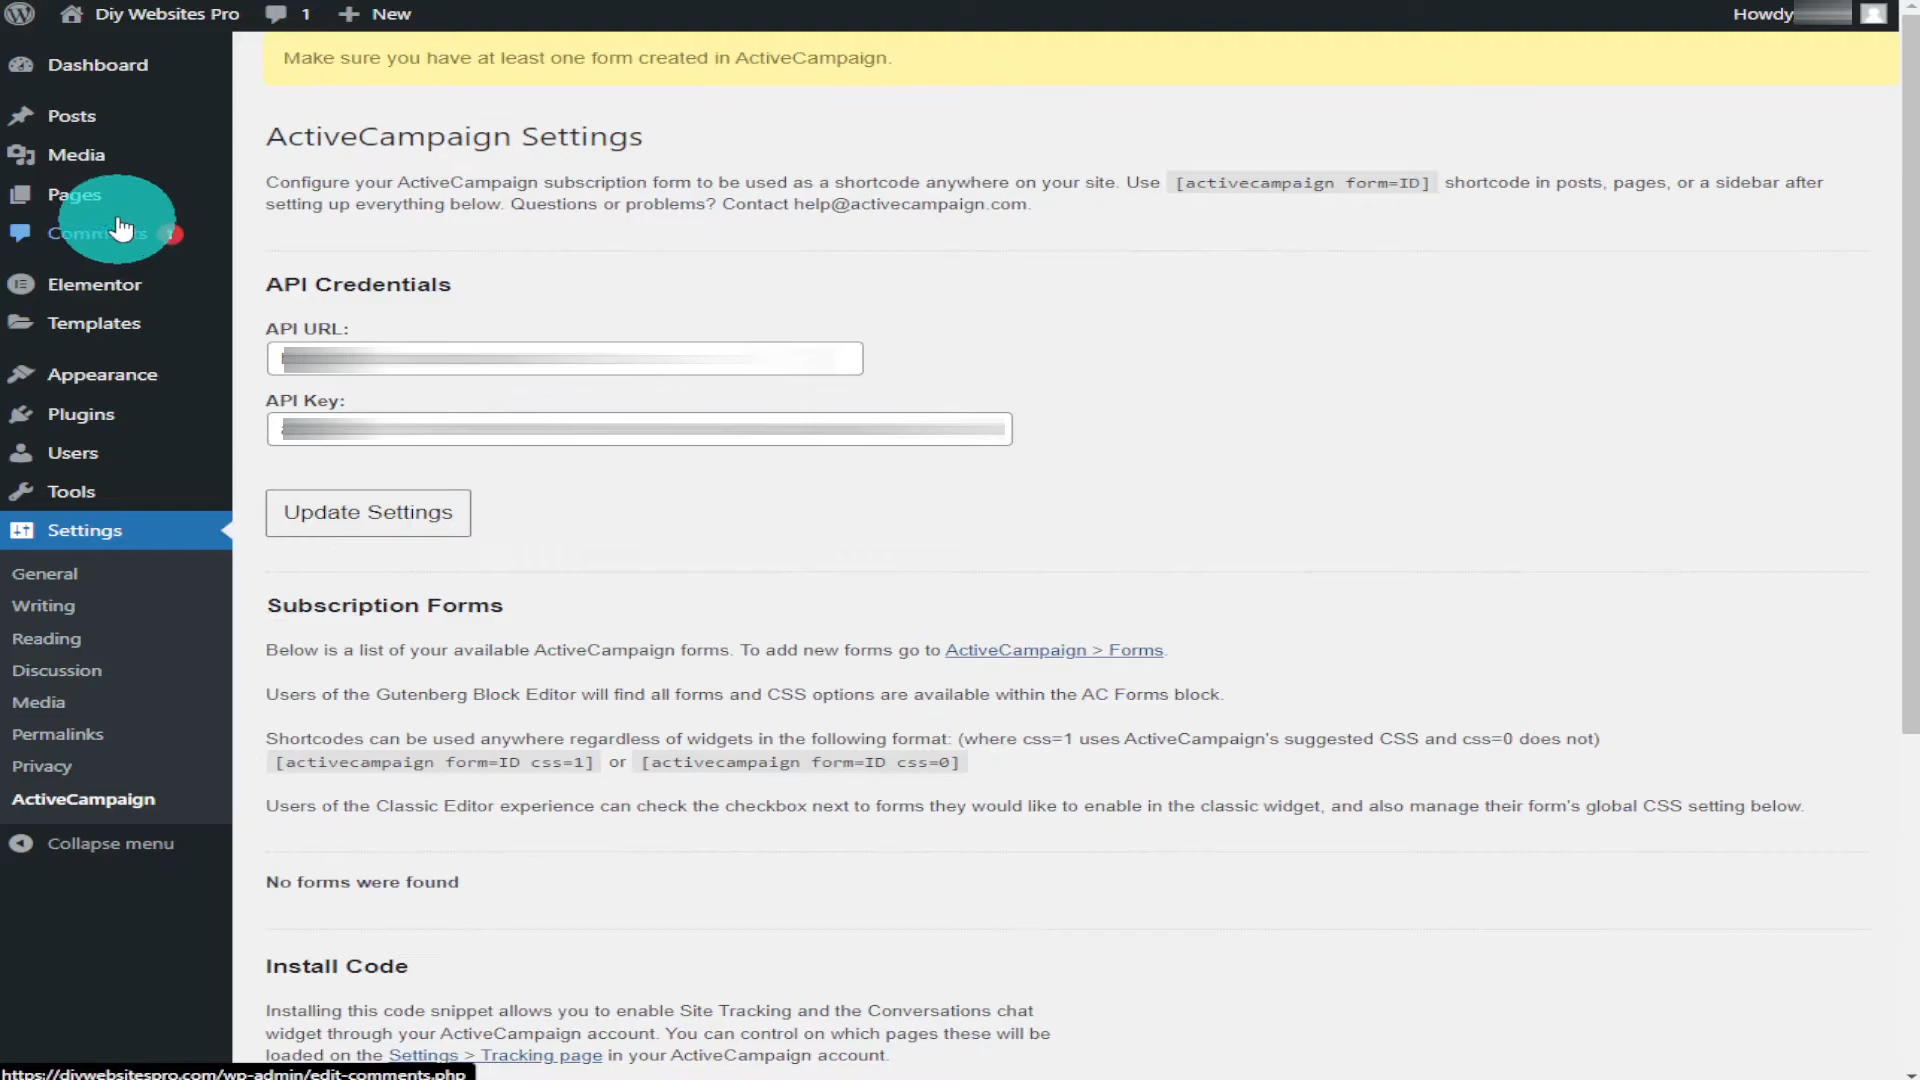 Diy Websites Pro 1 New Howdy
Dashboard
Posts
Media
Pages
Comments
Elementor
Templates
Appearance
Plugins
Users
Tools
Settings
General
Writing
Reading
Discussion
Media
Permalinks
Privacy
ActiveCampaign
Collapse menu
Make sure you have at least one form created in ActiveCampaign.
ActiveCampaign Settings
Configure your ActiveCampaign subscription form to be used as a shortcode anywhere on your site. Use [activecampaign form=ID] shortcode in posts, pages, or a sidebar after
setting up everything below. Questions or problems? Contact help@activecampaign.com.
API Credentials
API URL:
API Key:
Update Settings
Subscription Forms
Below is a list of your available ActiveCampaign forms. To add new forms go to ActiveCampaign > Forms.
Users of the Gutenberg Block Editor will find all forms and CSS options are available within the AC Forms block.
Shortcodes can be used anywhere regardless of widgets in the following format: (where css=1 uses ActiveCampaign's suggested CSS and css=0 does not)
[activecampaign form=ID css=1] or [activecampaign form=ID css=0]
Users of the Classic Editor experience can check the checkbox next to forms they would like to enable in the classic widget, and also manage their form's global CSS setting below.
No forms were found
Install Code
Installing this code snippet allows you to enable Site Tracking and the Conversations chat
widget through your ActiveCampaign account. You can control on which pages these will be
loaded on the Settings > Tracking page in your ActiveCampaign account.
https://diywebsitespro.com/wp-admin/edit-comments.php